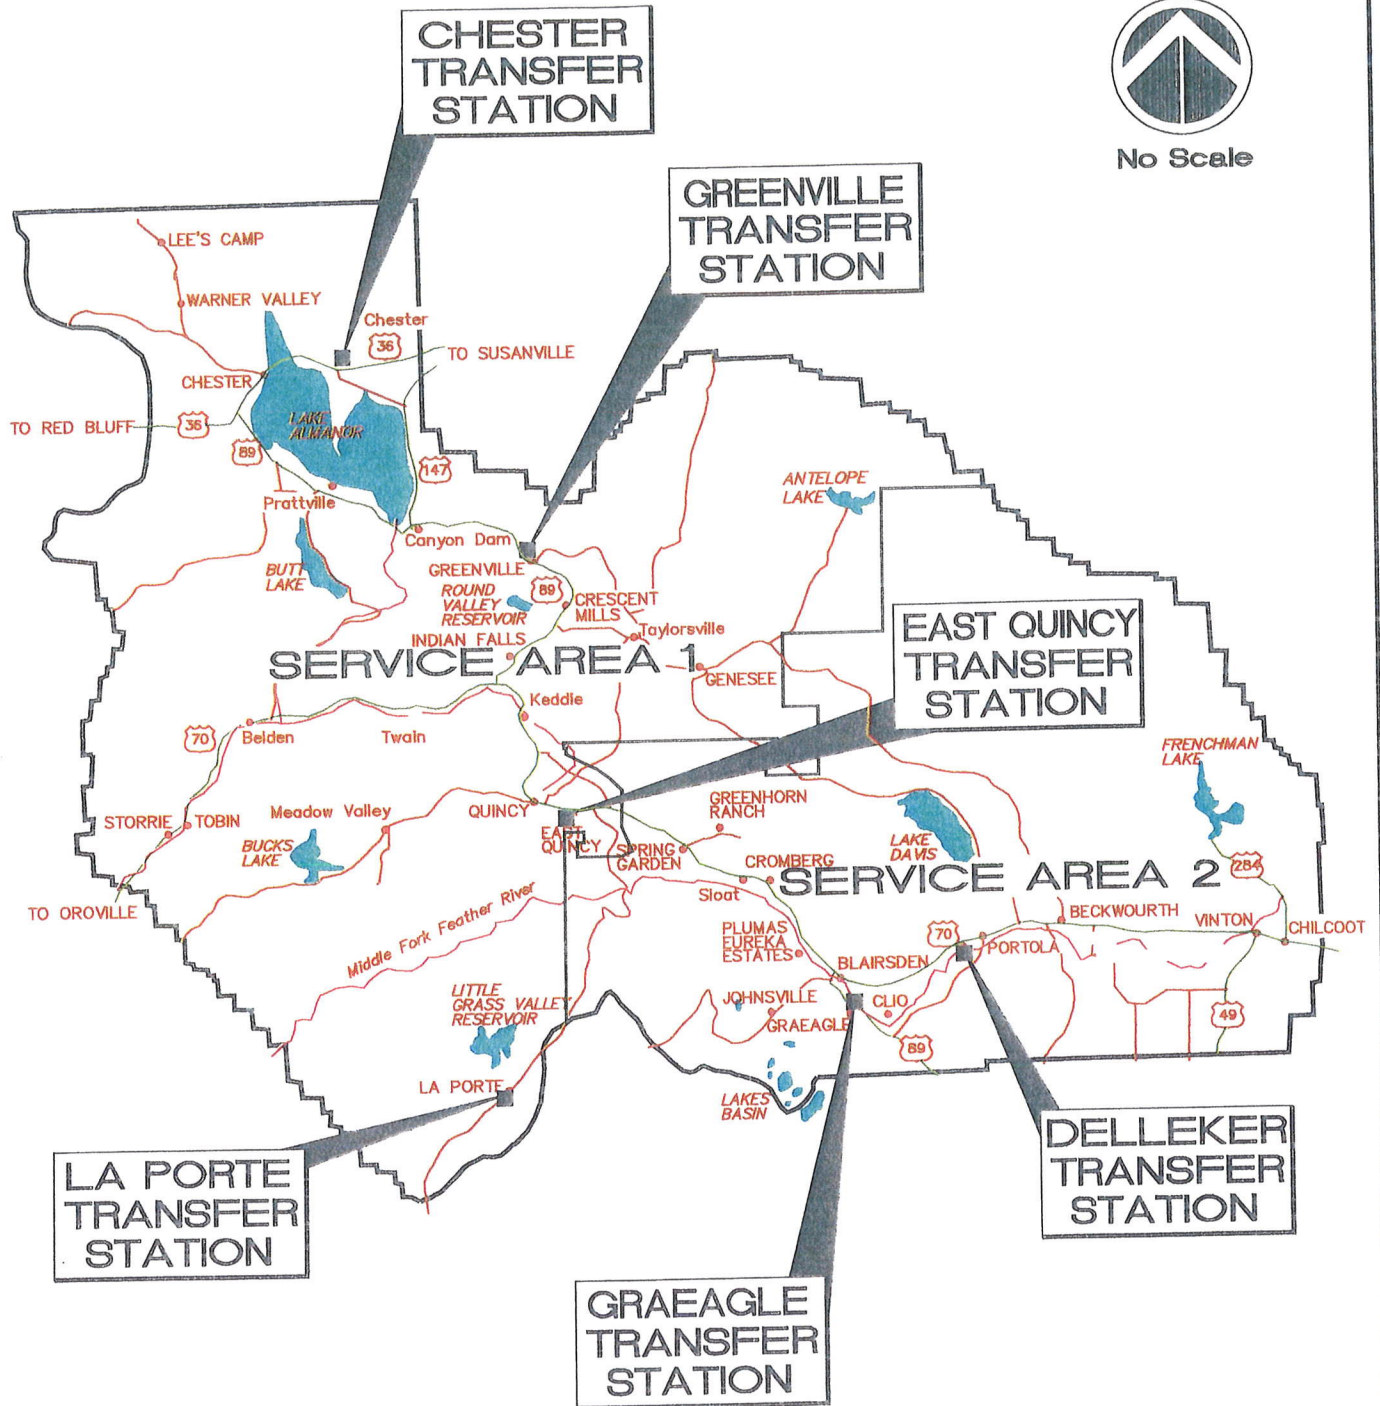 CHESTER
TRANSFER
STATION
No Scale
GREENVILLE
TRANSFER
STATION
LEE'S CAMP
WARNER VALLEY
Chester
36
TO SUSANVILLE
CHESTER
LAKE
ALMANOR
TO RED BLUFF
36
89
147
Prattville
ANTELOPE
LAKE
Canyon Dam
GREENVILLE
BUTT
LAKE
ROUND
VALLEY
RESERVOIR
89
CRESCENT
MILLS
Taylorsville
INDIAN FALLS
SERVICE AREA 1
GENESEE
EAST QUINCY
TRANSFER
STATION
Keddie
70
Belden
Twain
FRENCHMAN
LAKE
STORRIE
TOBIN
Meadow Valley
QUINCY
GREENHORN
RANCH
BUCKS
LAKE
EAST
QUINCY
SPRING
GARDEN
LAKE
DAVIS
CROMBERG
Sloat
SERVICE AREA 2
284
TO OROVILLE
Middle Fork Feather River
PLUMAS
EUREKA
ESTATES
70
BECKWOURTH
PORTOLA
VINTON
CHILCOOT
BLAIRSDEN
LITTLE
GRASS VALLEY
RESERVOIR
JOHNSVILLE
GRAEAGLE
CLIO
49
89
LA PORTE
LAKES
BASIN
LA PORTE
TRANSFER
STATION
DELLEKER
TRANSFER
STATION
GRAEAGLE
TRANSFER
STATION